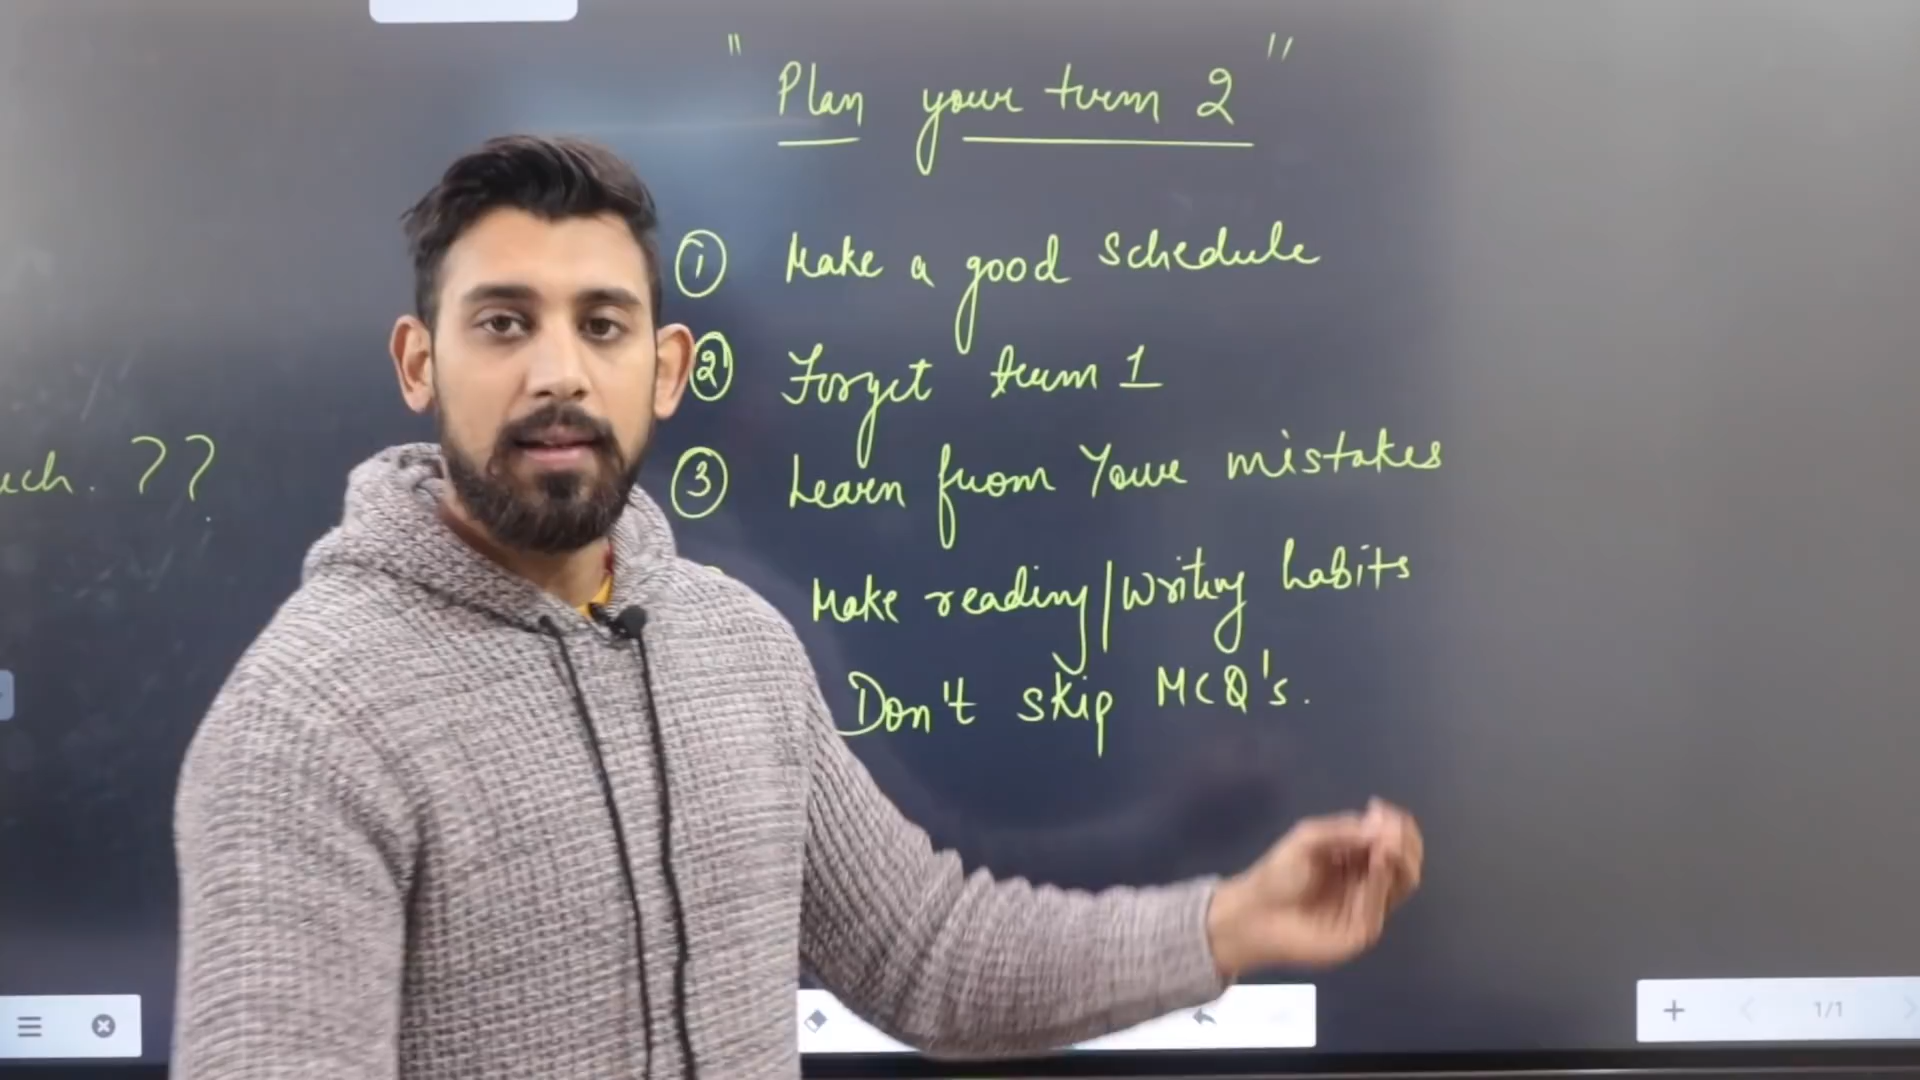 " Plan your term 2 "
① Make a good schedule
② Forget term 1
③ Learn from Your mistakes
Make reading/writing habits
Don't skip MCQ's.
??
1/1